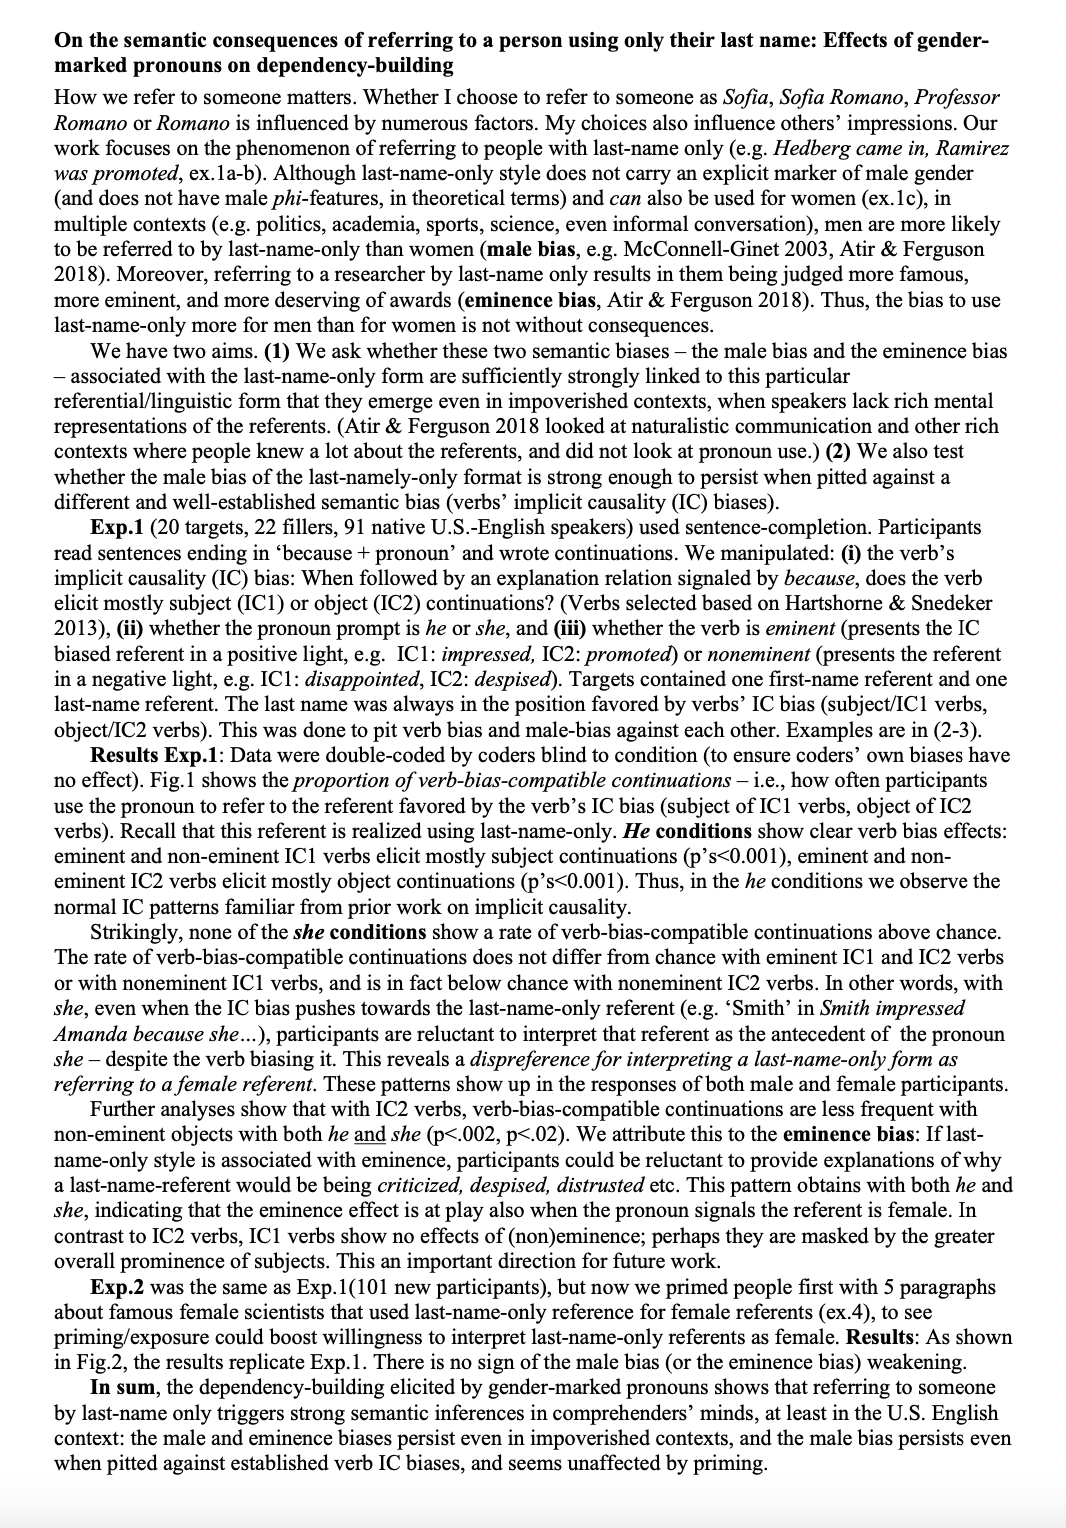 On the semantic consequences of referring to a person using only their last name: Effects of gender-
marked pronouns on dependency-building
How we refer to someone matters. Whether I choose to refer to someone as Sofia, Sofia Romano, Professor
Romano or Romano is influenced by numerous factors. My choices also influence others’ impressions. Our
work focuses on the phenomenon of referring to people with last-name only (e.g. Hedberg came in, Ramirez
was promoted, ex.1a-b). Although last-name-only style does not carry an explicit marker of male gender
(and does not have male phi-features, in theoretical terms) and can also be used for women (ex.1c), in
multiple contexts (e.g. politics, academia, sports, science, even informal conversation), men are more likely
to be referred to by last-name-only than women (male bias, e.g. McConnell-Ginet 2003, Atir & Ferguson
2018). Moreover, referring to a researcher by last-name only results in them being judged more famous,
more eminent, and more deserving of awards (eminence bias, Atir & Ferguson 2018). Thus, the bias to use
last-name-only more for men than for women is not without consequences.
We have two aims. (1) We ask whether these two semantic biases – the male bias and the eminence bias
– associated with the last-name-only form are sufficiently strongly linked to this particular
referential/linguistic form that they emerge even in impoverished contexts, when speakers lack rich mental
representations of the referents. (Atir & Ferguson 2018 looked at naturalistic communication and other rich
contexts where people knew a lot about the referents, and did not look at pronoun use.) (2) We also test
whether the male bias of the last-namely-only format is strong enough to persist when pitted against a
different and well-established semantic bias (verbs’ implicit causality (IC) biases).
Exp.1 (20 targets, 22 fillers, 91 native U.S.-English speakers) used sentence-completion. Participants
read sentences ending in ‘because + pronoun’ and wrote continuations. We manipulated: (i) the verb’s
implicit causality (IC) bias: When followed by an explanation relation signaled by because, does the verb
elicit mostly subject (IC1) or object (IC2) continuations? (Verbs selected based on Hartshorne & Snedeker
2013), (ii) whether the pronoun prompt is he or she, and (iii) whether the verb is eminent (presents the IC
biased referent in a positive light, e.g. IC1: impressed, IC2: promoted) or noneminent (presents the referent
in a negative light, e.g. IC1: disappointed, IC2: despised). Targets contained one first-name referent and one
last-name referent. The last name was always in the position favored by verbs’ IC bias (subject/IC1 verbs,
object/IC2 verbs). This was done to pit verb bias and male-bias against each other. Examples are in (2-3).
Results Exp.1: Data were double-coded by coders blind to condition (to ensure coders’ own biases have
no effect). Fig.1 shows the proportion of verb-bias-compatible continuations – i.e., how often participants
use the pronoun to refer to the referent favored by the verb’s IC bias (subject of IC1 verbs, object of IC2
verbs). Recall that this referent is realized using last-name-only. He conditions show clear verb bias effects:
eminent and non-eminent IC1 verbs elicit mostly subject continuations (p’s<0.001), eminent and non-
eminent IC2 verbs elicit mostly object continuations (p’s<0.001). Thus, in the he conditions we observe the
normal IC patterns familiar from prior work on implicit causality.
Strikingly, none of the she conditions show a rate of verb-bias-compatible continuations above chance.
The rate of verb-bias-compatible continuations does not differ from chance with eminent IC1 and IC2 verbs
or with noneminent IC1 verbs, and is in fact below chance with noneminent IC2 verbs. In other words, with
she, even when the IC bias pushes towards the last-name-only referent (e.g. ‘Smith’ in Smith impressed
Amanda because she...), participants are reluctant to interpret that referent as the antecedent of the pronoun
she – despite the verb biasing it. This reveals a dispreference for interpreting a last-name-only form as
referring to a female referent. These patterns show up in the responses of both male and female participants.
Further analyses show that with IC2 verbs, verb-bias-compatible continuations are less frequent with
non-eminent objects with both he and she (p<.002, p<.02). We attribute this to the eminence bias: If last-
name-only style is associated with eminence, participants could be reluctant to provide explanations of why
a last-name-referent would be being criticized, despised, distrusted etc. This pattern obtains with both he and
she, indicating that the eminence effect is at play also when the pronoun signals the referent is female. In
contrast to IC2 verbs, IC1 verbs show no effects of (non)eminence; perhaps they are masked by the greater
overall prominence of subjects. This an important direction for future work.
Exp.2 was the same as Exp.1(101 new participants), but now we primed people first with 5 paragraphs
about famous female scientists that used last-name-only reference for female referents (ex.4), to see
priming/exposure could boost willingness to interpret last-name-only referents as female. Results: As shown
in Fig.2, the results replicate Exp.1. There is no sign of the male bias (or the eminence bias) weakening.
In sum, the dependency-building elicited by gender-marked pronouns shows that referring to someone
by last-name only triggers strong semantic inferences in comprehenders’ minds, at least in the U.S. English
context: the male and eminence biases persist even in impoverished contexts, and the male bias persists even
when pitted against established verb IC biases, and seems unaffected by priming.